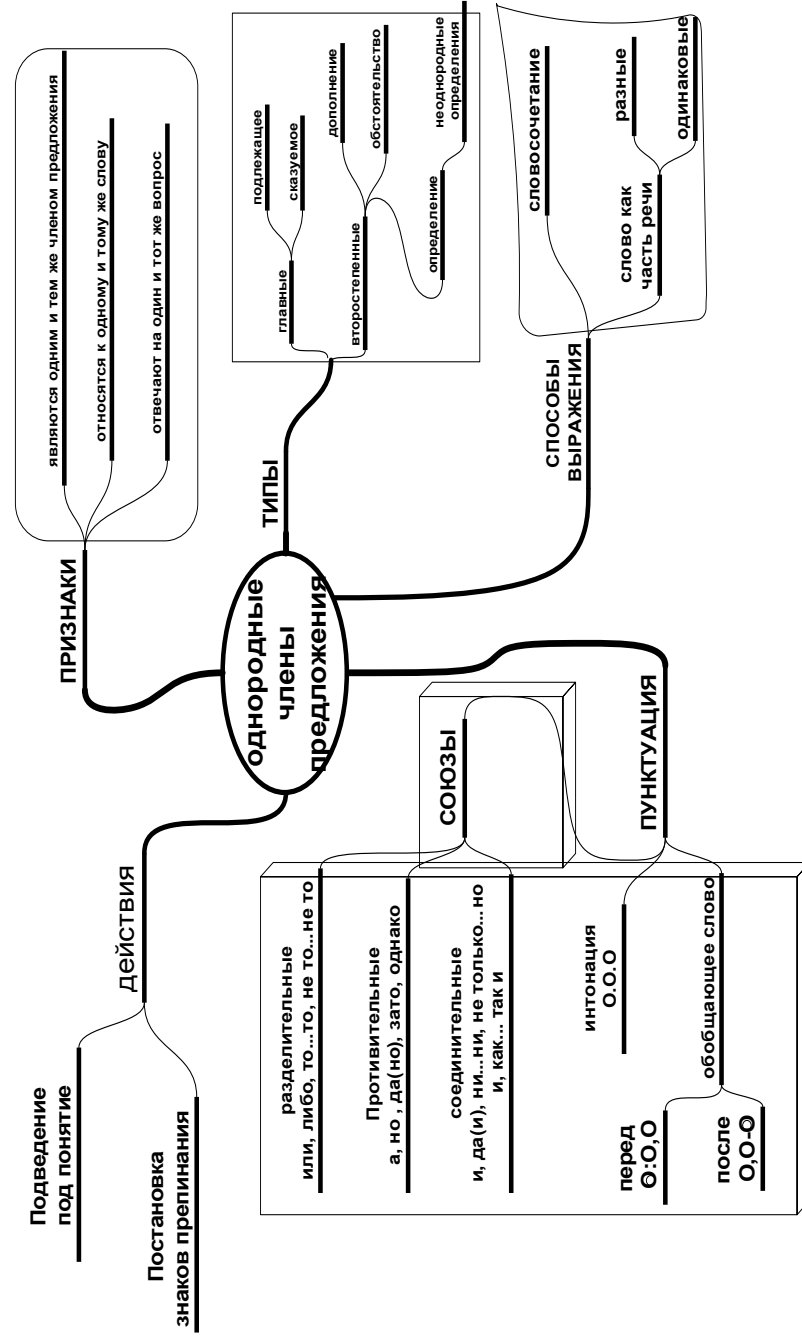 однородные
члены
предложения
ДЕЙСТВИЯ
Подведение
под понятие
Постановка
знаков препинания
ПРИЗНАКИ
являются одним и тем же членом предложения
относятся к одному и тому же слову
отвечают на один и тот же вопрос
ТИПЫ
главные
подлежащее
сказуемое
второстепенные
дополнение
обстоятельство
определение
неоднородные
определения
СПОСОБЫ
ВЫРАЖЕНИЯ
словосочетание
слово как
часть речи
разные
одинаковые
ПУНКТУАЦИЯ
СОЮЗЫ
разделительные
или, либо, то...то, не то...не то
Противительные
а, но , да(но), зато, однако
соединительные
и, да(и), ни...ни, не только... но
и, как... так и
интонация
О.О.О
обобщающее слово
перед
ʘ:О,О
после
О,О-ʘ